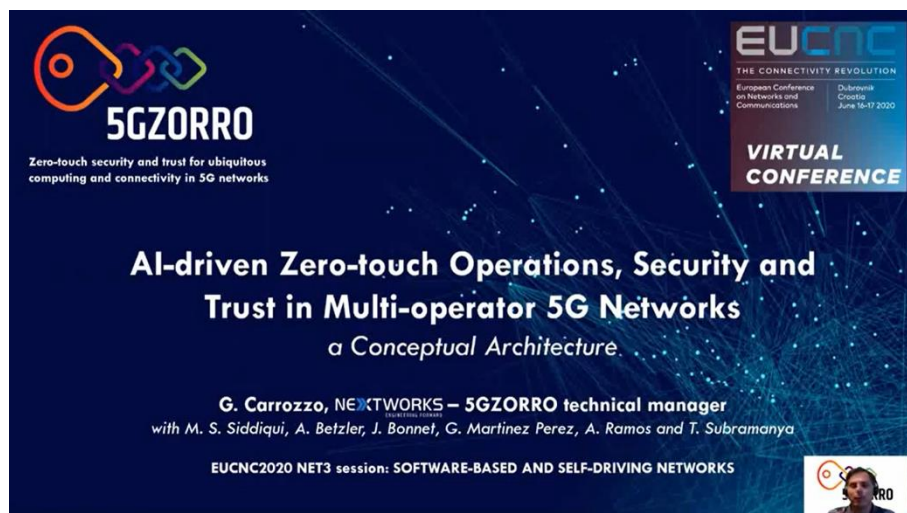 5GZORRO
Zero-touch security and trust for ubiquitous
computing and connectivity in 5G networks
EUCNC
THE CONNECTIVITY REVOLUTION
European Conference
on Networks and
Communications
Dubrovnik
Croatia
June 16-17 2020
VIRTUAL
CONFERENCE
AI-driven Zero-touch Operations, Security and
Trust in Multi-operator 5G Networks
a Conceptual Architecture
G. Carrozzo, NEXTWORKS – 5GZORRO technical manager
ENGINEERING FORWARD
with M. S. Siddiqui, A. Betzler, J. Bonnet, G. Martinez Perez, A. Ramos and T. Subramanya
EUCNC2020 NET3 session: SOFTWARE-BASED AND SELF-DRIVING NETWORKS